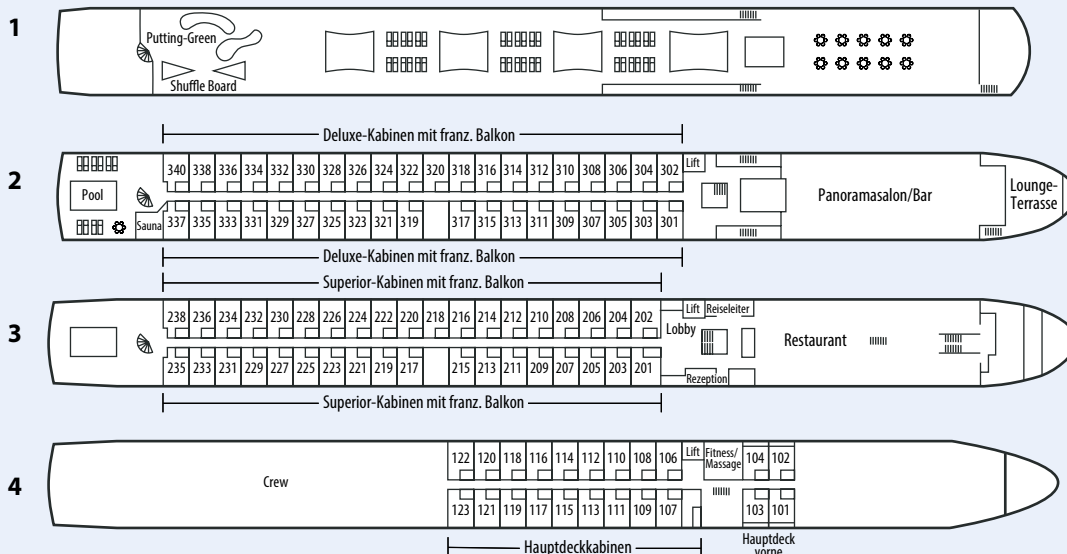 1
Putting-Green
Shuffle Board
Deluxe-Kabinen mit franz. Balkon
2
340 338 336 334 332 330 328 326 324 322 320 318 316 314 312 310 308 306 304 302 Lift
Pool
Panoramasalon/Bar
Lounge-
Terrasse
Sauna
337 335 333 331 329 327 325 323 321 319 317 315 313 311 309 307 305 303 301
Deluxe-Kabinen mit franz. Balkon
Superior-Kabinen mit franz. Balkon
3
238 236 234 232 230 228 226 224 222 220 218 216 214 212 210 208 206 204 202 Lift Reiseleiter
Lobby
Restaurant
235 233 231 229 227 225 223 221 219 217 215 213 211 209 207 205 203 201 Rezeption
Superior-Kabinen mit franz. Balkon
4
122 120 118 116 114 112 110 108 106 Lift Fitness/
Massage
104 102
Crew
123 121 119 117 115 113 111 109 107 103 101
Hauptdeckkabinen
Hauptdeck
vorne